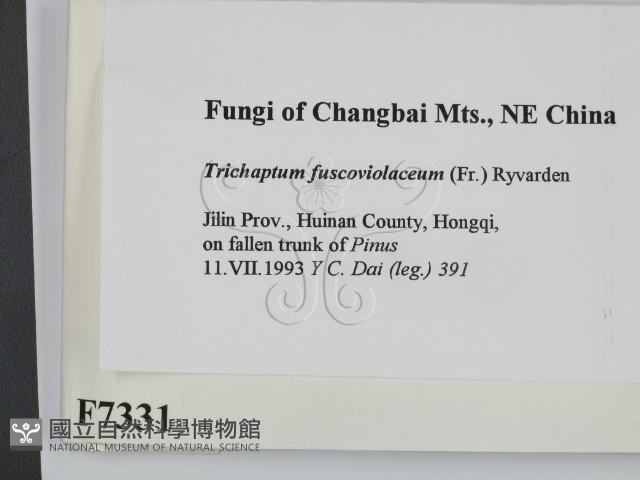 Fungi of Changbai Mts., NE China
Trichaptum fuscoviolaceum (Fr.) Ryvarden
Jilin Prov., Huinan County, Hongqi,
on fallen trunk of Pinus
11.VII.1993 Y C. Dai (leg.) 391
F7331
國立自然科學博物館
NATIONAL MUSEUM OF NATURAL SCIENCE